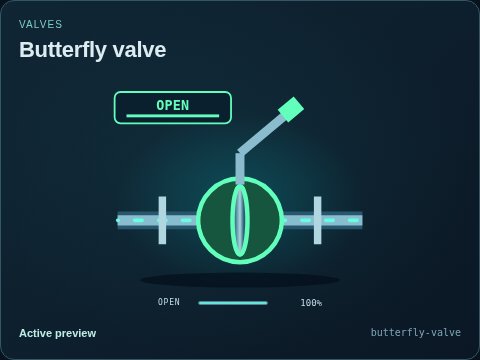 VALVES
Butterfly valve
OPEN
OPEN 100%
Active preview butterfly-valve